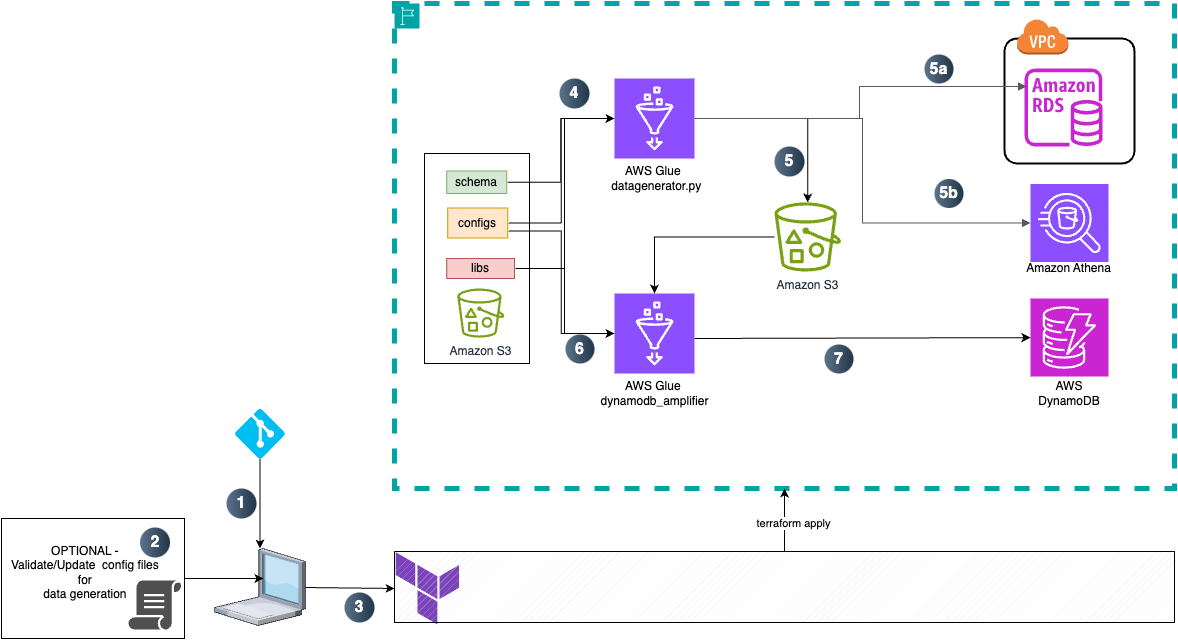 VPC
5a
Amazon
RDS
4
AWS Glue
datagenerator.py
5
schema
configs
libs
Amazon S3
5b
Amazon Athena
Amazon S3
6
AWS Glue
dynamodb_amplifier
7
AWS
DynamoDB
1
2
OPTIONAL -
Validate/Update config files
for
data generation
3
terraform apply